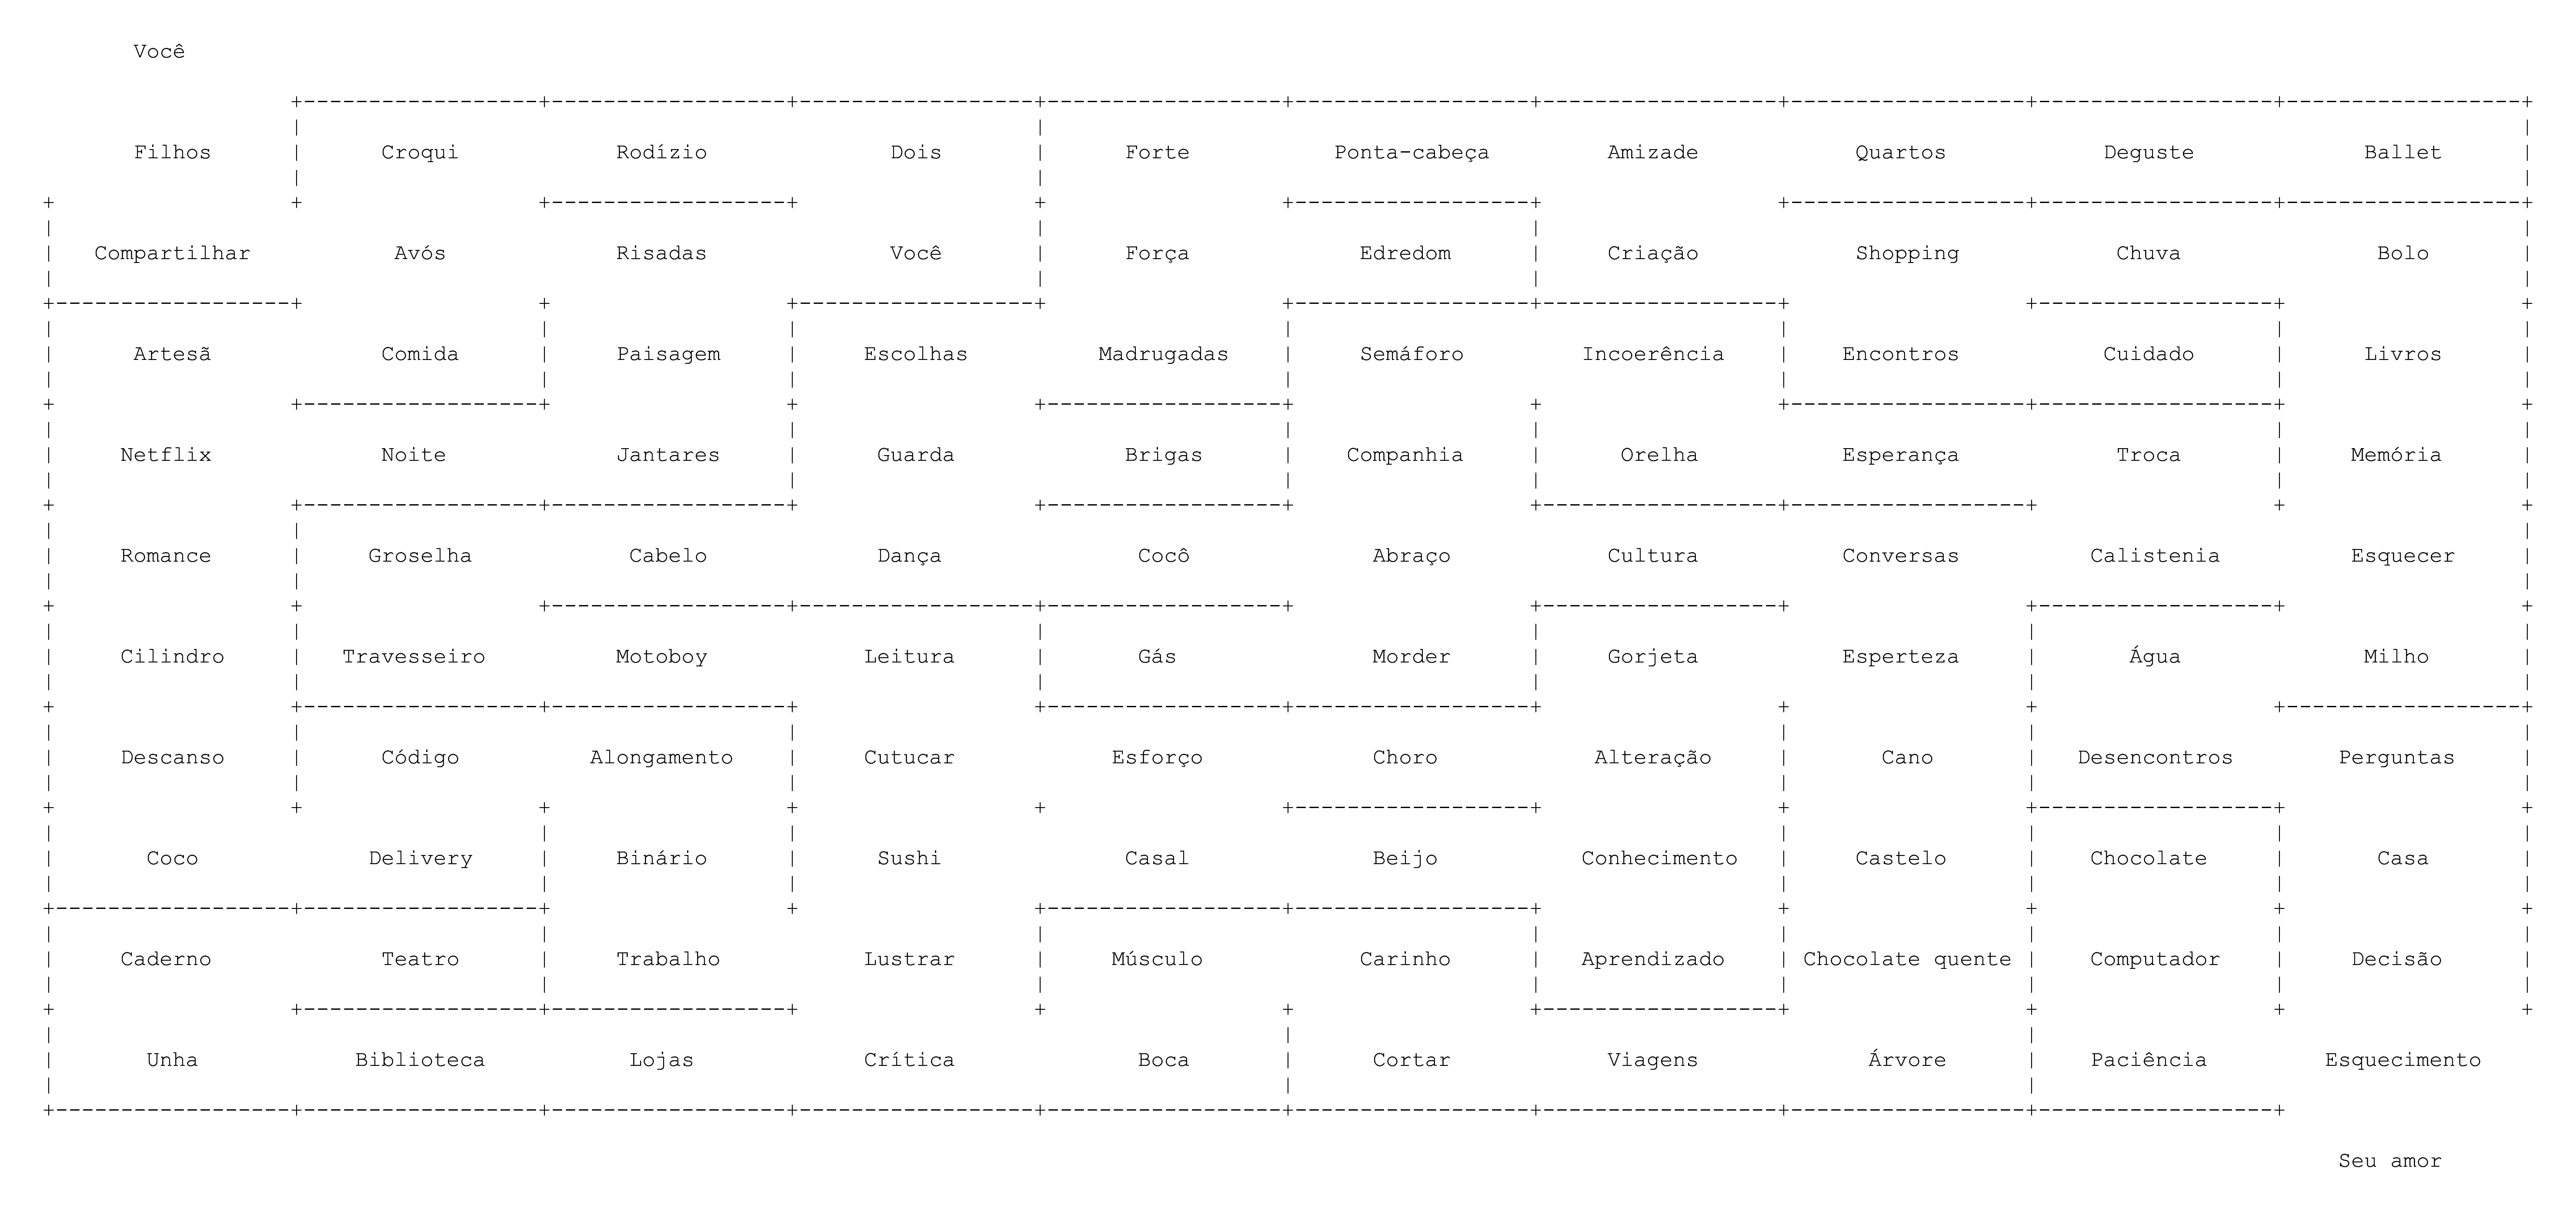 Você
Filhos Croqui Rodízio Dois Forte Ponta-cabeça Amizade Quartos Deguste Ballet
Compartilhar Avós Risadas Você Força Edredom Criação Shopping Chuva Bolo
Artesã Comida Paisagem Escolhas Madrugadas Semáforo Incoerência Encontros Cuidado Livros
Netflix Noite Jantares Guarda Brigas Companhia Orelha Esperança Troca Memória
Romance Groselha Cabelo Dança Cocô Abraço Cultura Conversas Calistenia Esquecer
Cilindro Travesseiro Motoboy Leitura Gás Morder Gorjeta Esperteza Água Milho
Descanso Código Alongamento Cutucar Esforço Choro Alteração Cano Desencontros Perguntas
Coco Delivery Binário Sushi Casal Beijo Conhecimento Castelo Chocolate Casa
Caderno Teatro Trabalho Lustrar Músculo Carinho Aprendizado Chocolate quente Computador Decisão
Unha Biblioteca Lojas Crítica Boca Cortar Viagens Árvore Paciência Esquecimento
Seu amor